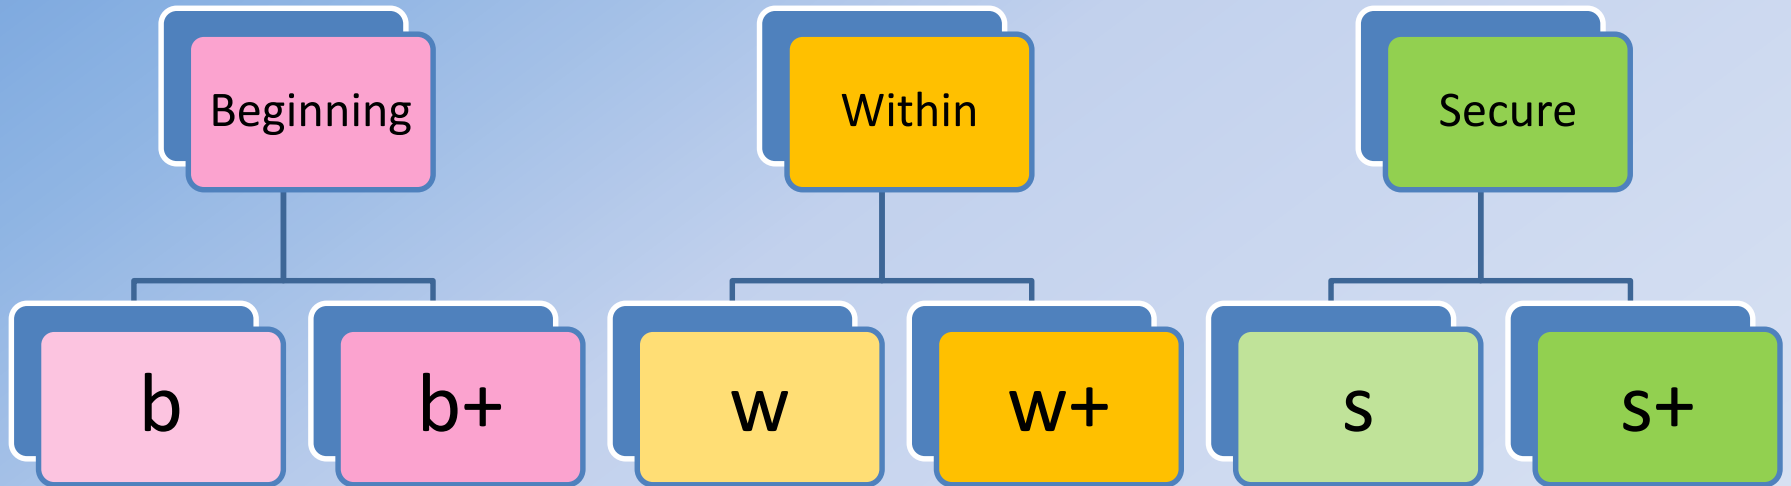 Beginning
Within
Secure
b
b+
w
w+
s
s+